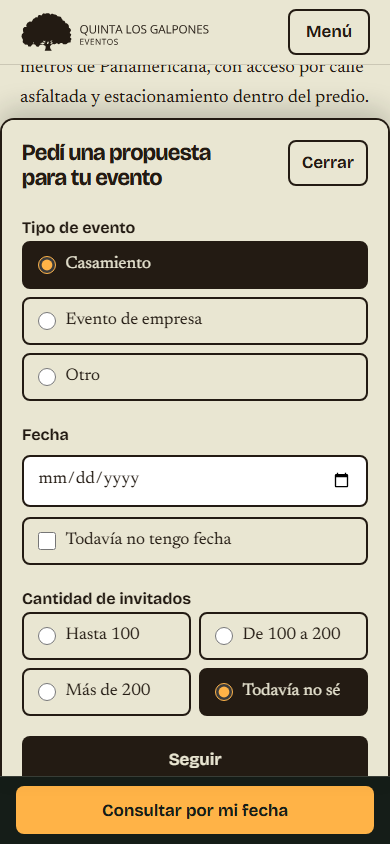 QUINTA LOS GALPONES
EVENTOS
Menú
metros de Panamericana, con acceso por calle
asfaltada y estacionamiento dentro del predio.
Pedí una propuesta
para tu evento
Cerrar
Tipo de evento
Casamiento
Evento de empresa
Otro
Fecha
mm/dd/yyyy
Todavía no tengo fecha
Cantidad de invitados
Hasta 100
De 100 a 200
Más de 200
Todavía no sé
Seguir
Consultar por mi fecha